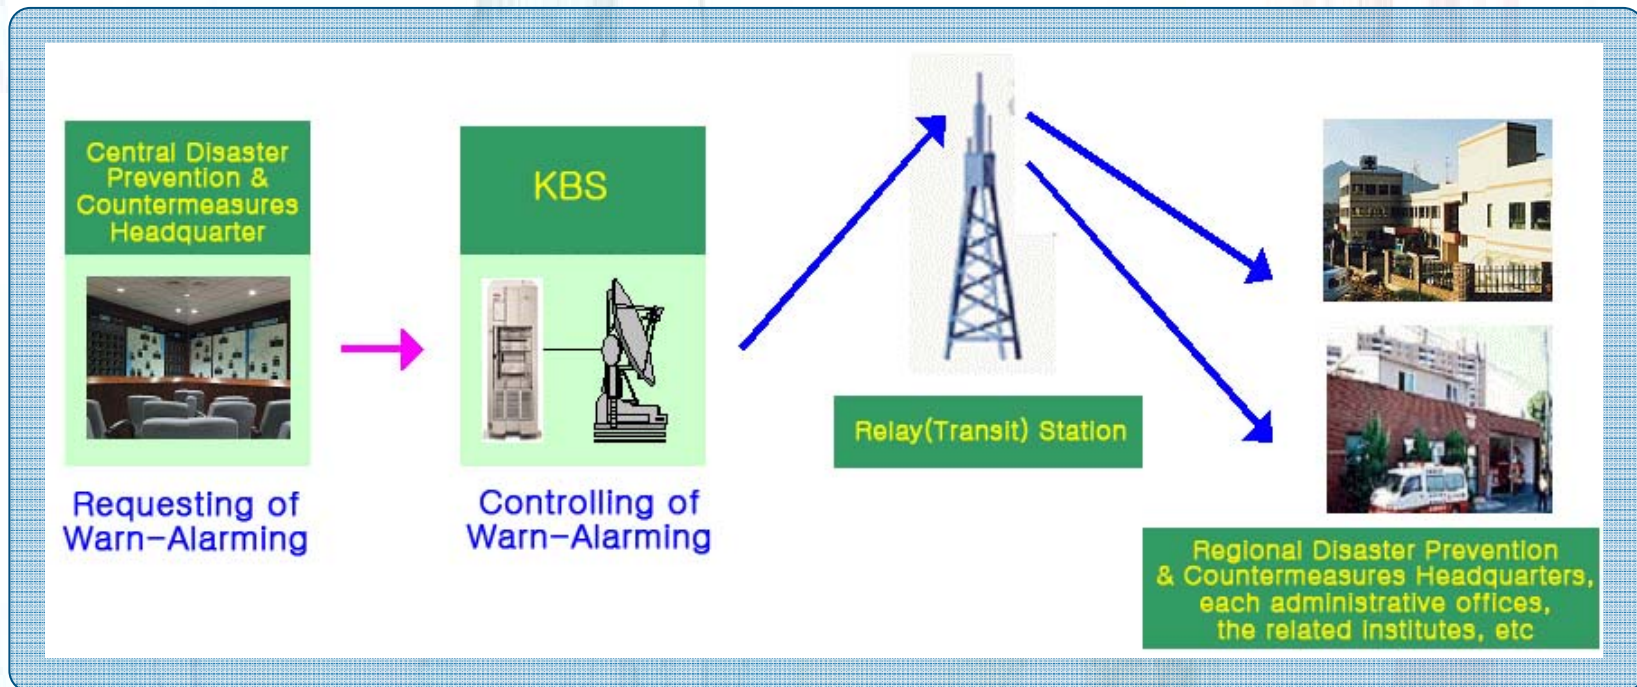 Central Disaster
Prevention &
Countermeasures
Headquarter
KBS
Requesting of
Warn-Alarming
Controlling of
Warn-Alarming
Relay(Transit) Station
Regional Disaster Prevention
& Countermeasures Headquarters,
each administrative offices,
the related institutes, etc